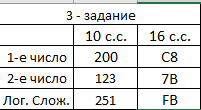 3 - задание
10 с.с. 16 с.с.
1-е число 200 C8
2-е число 123 7B
Лог. Слож. 251 FB